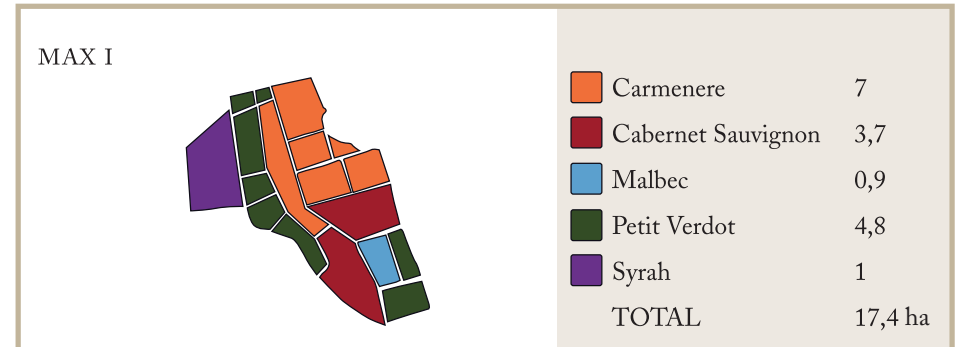 MAX I
Carmenere 7
Cabernet Sauvignon 3,7
Malbec 0,9
Petit Verdot 4,8
Syrah 1
TOTAL 17,4 ha